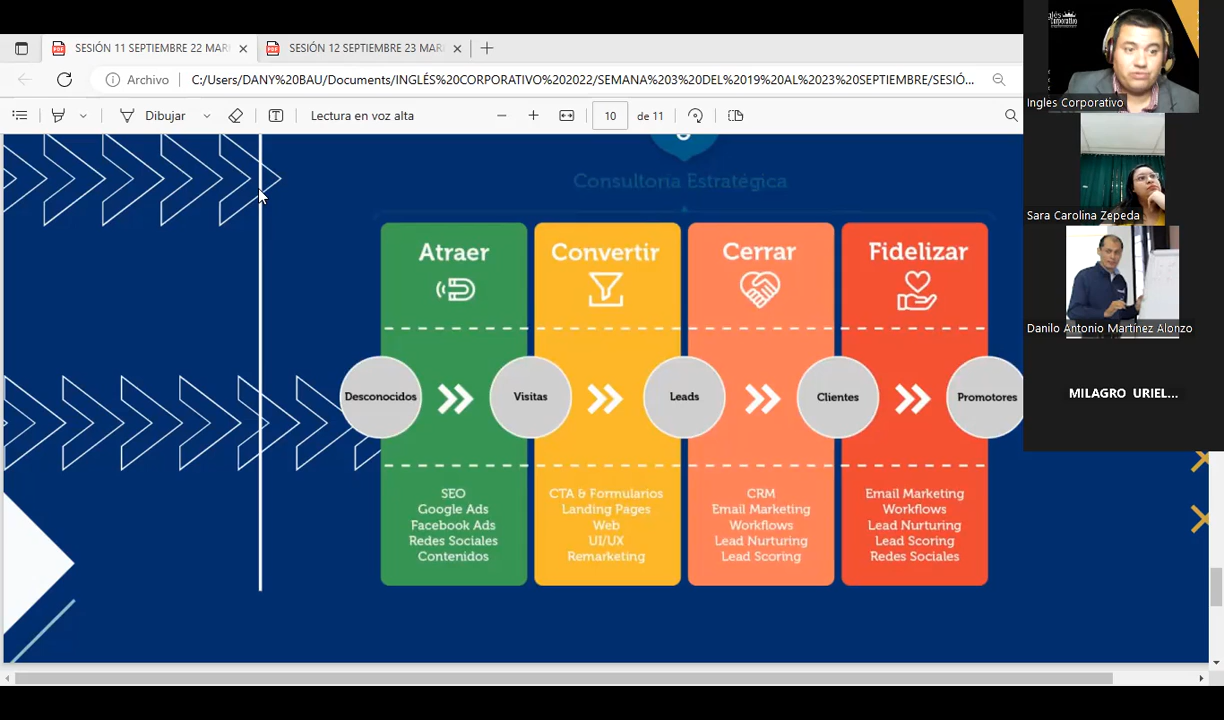 SESIÓN 11 SEPTIEMBRE 22 MAR
SESIÓN 12 SEPTIEMBRE 23 MAR
Archivo
C:/Users/DANY%20BAU/Documents/INGLÉS%20CORPORATIVO%202022/SEMANA%203%20DEL%2019%20AL%2023%20SEPTIEMBRE/SESIÓ...
Dibujar
Lectura en voz alta
10 de 11
Consultoría Estratégica
Atraer
Convertir
Cerrar
Fidelizar
Desconocidos
Visitas
Leads
Clientes
Promotores
SEO
Google Ads
Facebook Ads
Redes Sociales
Contenidos
CTA & Formularios
Landing Pages
Web
UI/UX
Remarketing
CRM
Email Marketing
Workflows
Lead Nurturing
Lead Scoring
Email Marketing
Workflows
Lead Nurturing
Lead Scoring
Redes Sociales
Ingles Corporativo
Sara Carolina Zepeda
Danilo Antonio Martínez Alonzo
MILAGRO URIEL...